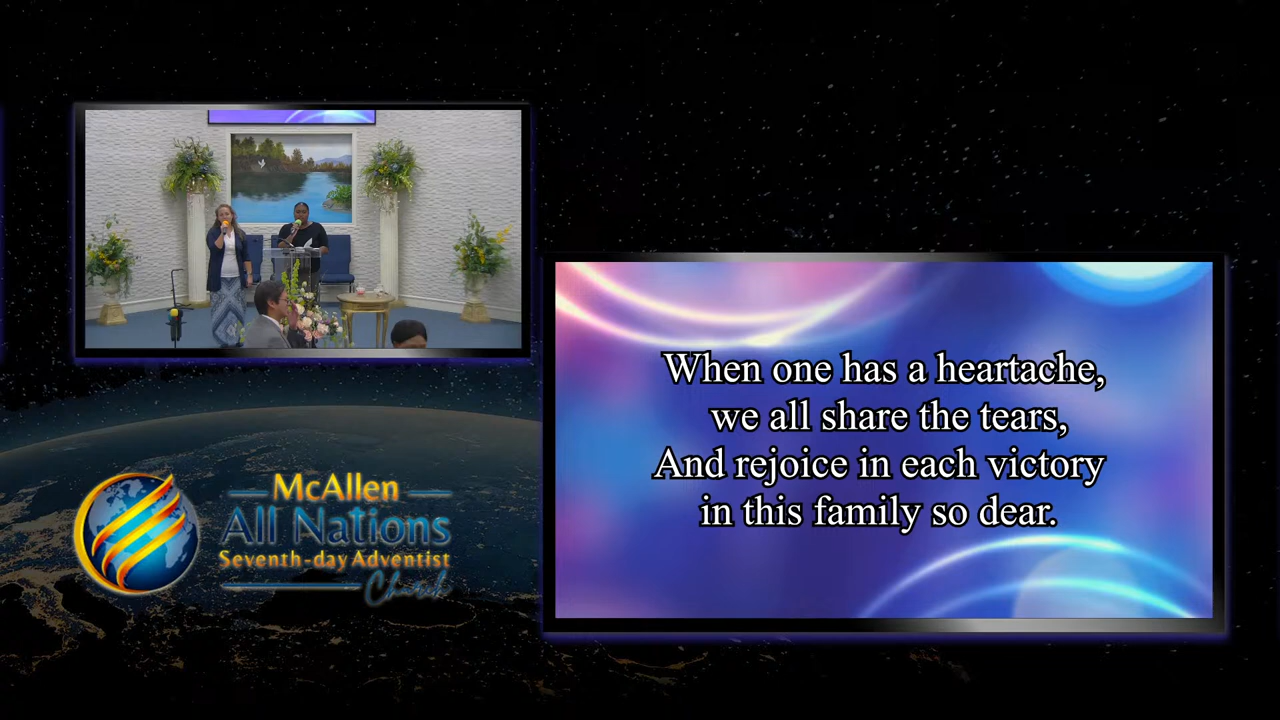 McAllen
All Nations
Seventh-day Adventist
Church
When one has a heartache,
we all share the tears,
And rejoice in each victory
in this family so dear.